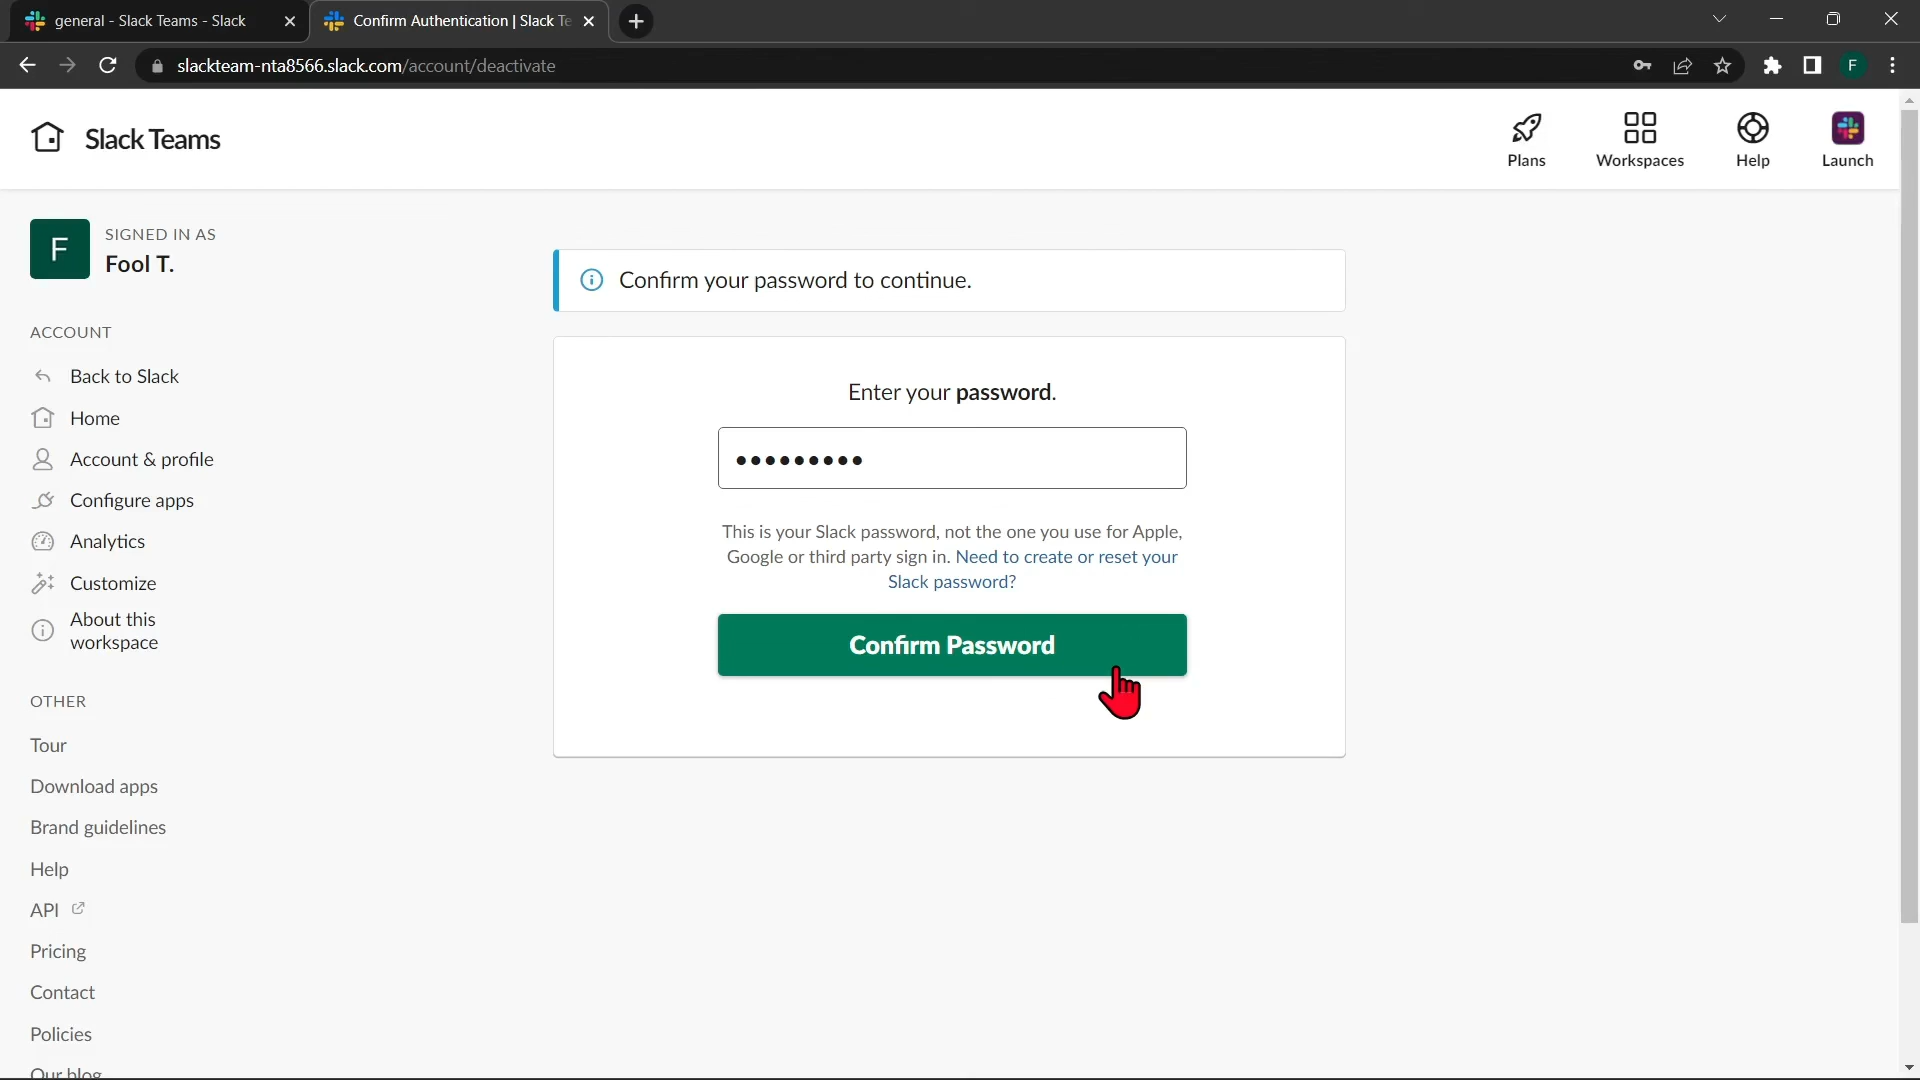 general - Slack Teams - Slack
Confirm Authentication | Slack Te
slackteam-nta8566.slack.com/account/deactivate
F
Slack Teams
Plans
Workspaces
Help
Launch
F
SIGNED IN AS
Fool T.
ACCOUNT
Back to Slack
Home
Account & profile
Configure apps
Analytics
Customize
About this
workspace
OTHER
Tour
Download apps
Brand guidelines
Help
API
Pricing
Contact
Policies
Our blog
Confirm your password to continue.
Enter your password.
This is your Slack password, not the one you use for Apple,
Google or third party sign in. Need to create or reset your
Slack password?
Confirm Password